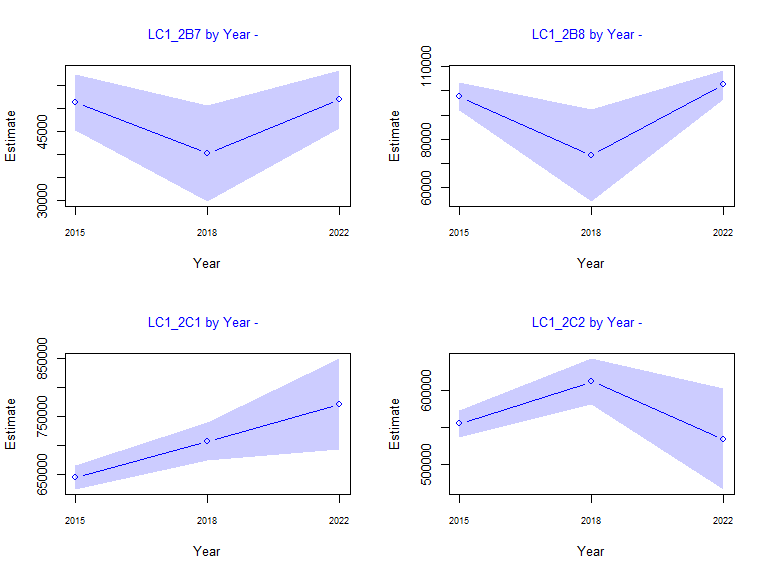 LC1_2B7 by Year -
Estimate
45000
30000
2015
2018
2022
Year
LC1_2B8 by Year -
Estimate
110000
80000
60000
2015
2018
2022
Year
LC1_2C1 by Year -
Estimate
850000
750000
650000
2015
2018
2022
Year
LC1_2C2 by Year -
Estimate
600000
500000
2015
2018
2022
Year